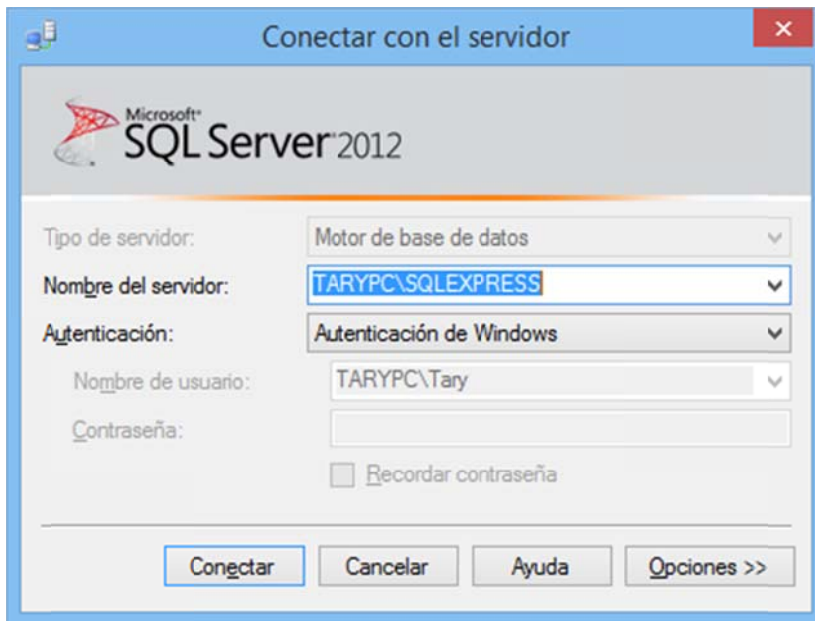 Conectar con el servidor
Microsoft®
SQL Server 2012
Tipo de servidor: Motor de base de datos
Nombre del servidor: TARYPC\SQLEXPRESS
Autenticación: Autenticación de Windows
Nombre de usuario: TARYPC\Tary
Contraseña:
Recordar contraseña
Conectar Cancelar Ayuda Opciones >>